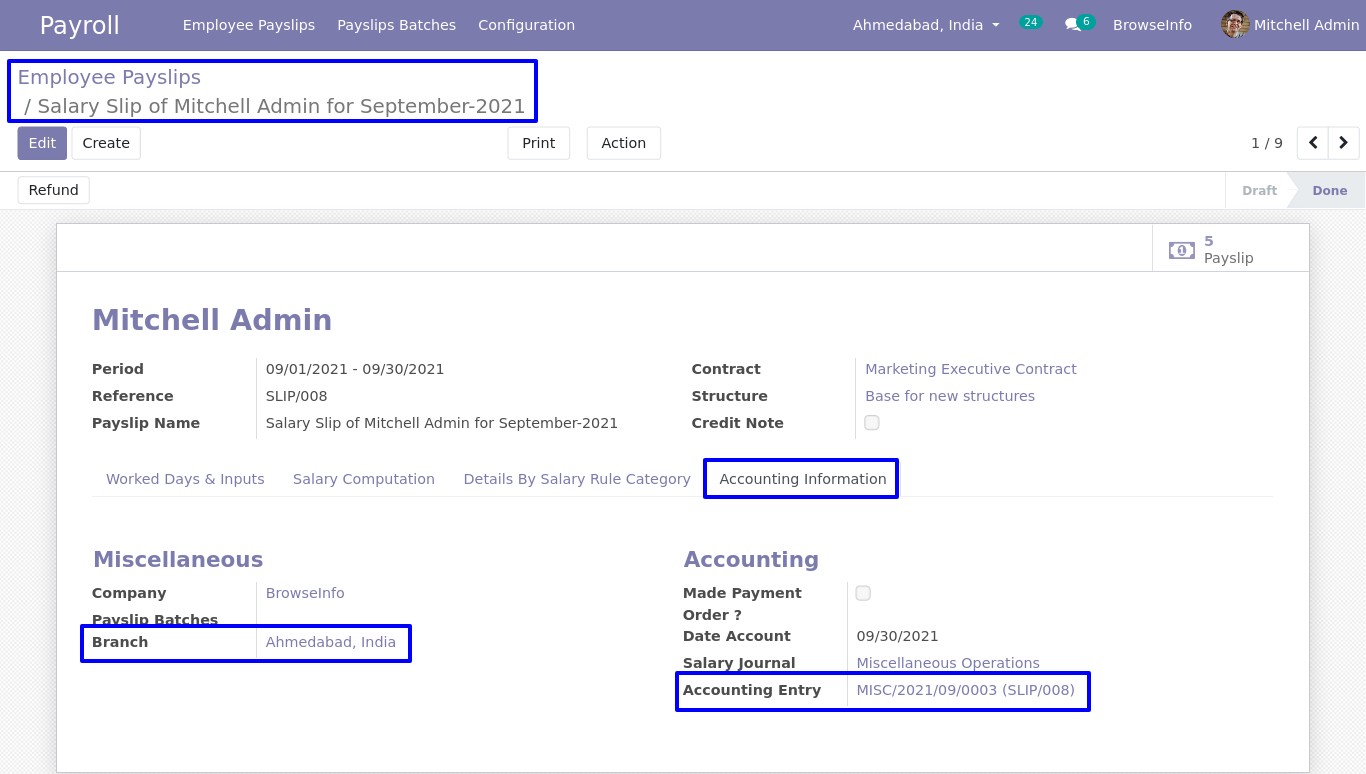 Payroll Employee Payslips Payslips Batches Configuration Ahmedabad, India 24 6 BrowseInfo Mitchell Admin
Employee Payslips
/ Salary Slip of Mitchell Admin for September-2021
Edit Create Print Action 1 / 9
Refund Draft Done
5
Payslip
Mitchell Admin
Period 09/01/2021 - 09/30/2021 Contract Marketing Executive Contract
Reference SLIP/008 Structure Base for new structures
Payslip Name Salary Slip of Mitchell Admin for September-2021 Credit Note
Worked Days & Inputs Salary Computation Details By Salary Rule Category Accounting Information
Miscellaneous Accounting
Company BrowseInfo Made Payment
Order ?
Payslip Batches
Branch Ahmedabad, India Date Account 09/30/2021
Salary Journal Miscellaneous Operations
Accounting Entry MISC/2021/09/0003 (SLIP/008)